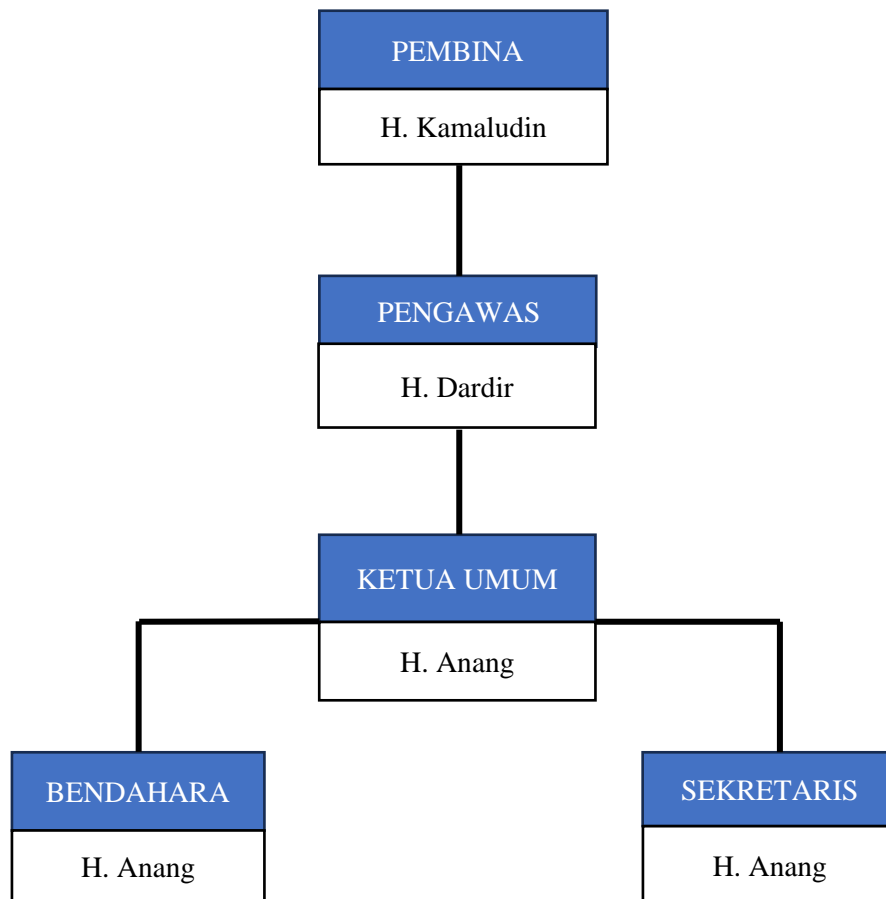 PEMBINA
H. Kamaludin
PENGAWAS
H. Dardir
KETUA UMUM
H. Anang
BENDAHARA
H. Anang
SEKRETARIS
H. Anang